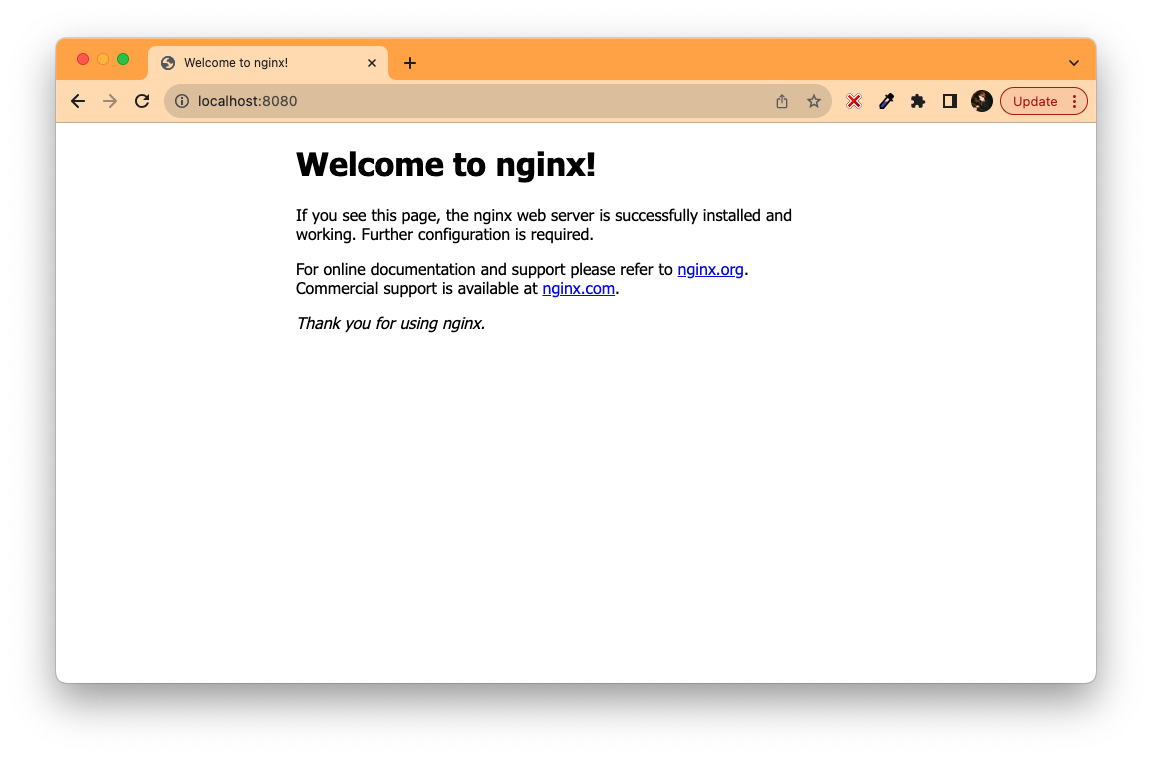 Welcome to nginx!
localhost:8080
Update
Welcome to nginx!
If you see this page, the nginx web server is successfully installed and
working. Further configuration is required.
For online documentation and support please refer to nginx.org.
Commercial support is available at nginx.com.
Thank you for using nginx.